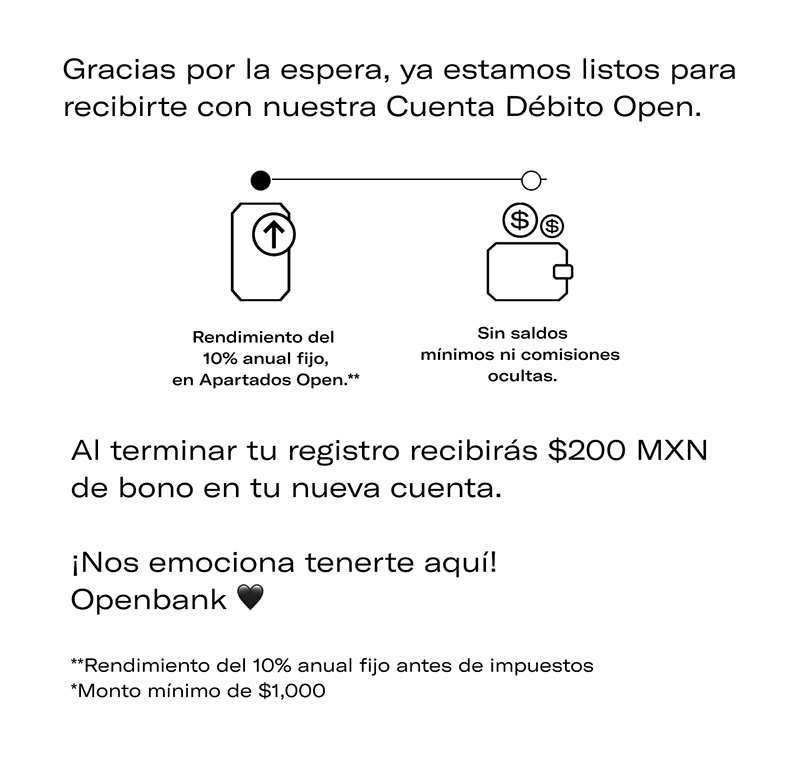 Gracias por la espera, ya estamos listos para
recibirte con nuestra Cuenta Débito Open.
Rendimiento del
10% anual fijo,
en Apartados Open.**
$ $
Sin saldos
mínimos ni comisiones
ocultas.
Al terminar tu registro recibirás $200 MXN
de bono en tu nueva cuenta.
¡Nos emociona tenerte aquí!
Openbank 🖤
**Rendimiento del 10% anual fijo antes de impuestos
*Monto mínimo de $1,000